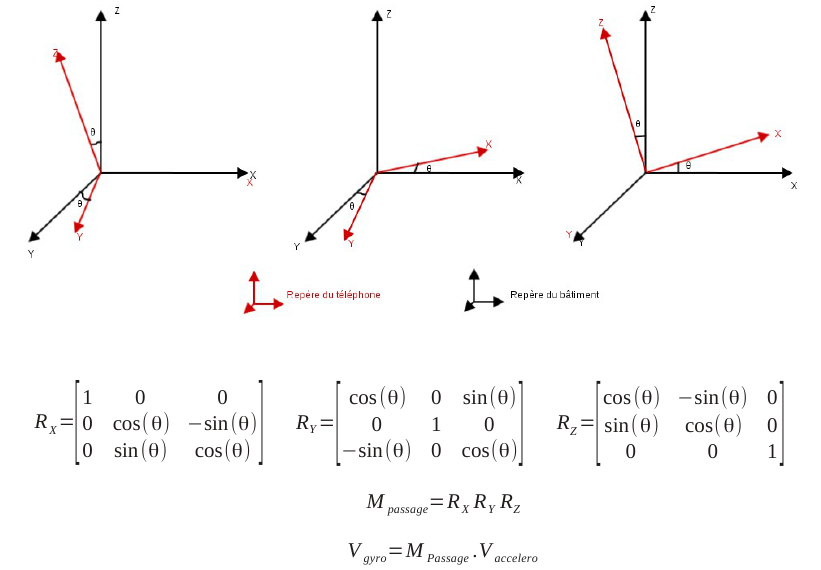 Z
Z
θ
X
X
θ
Y
Y
Z
X
θ
X
θ
Y
Y
Z
Z
θ
X
θ
X
Y
Y
Repère du téléphone
Repère du bâtiment
R_X = [1 0 0
0 cos(θ) −sin(θ)
0 sin(θ) cos(θ)]
R_Y = [cos(θ) 0 sin(θ)
0 1 0
−sin(θ) 0 cos(θ)]
R_Z = [cos(θ) −sin(θ) 0
sin(θ) cos(θ) 0
0 0 1]
M_passage = R_X R_Y R_Z
V_gyro = M_Passage . V_accelero